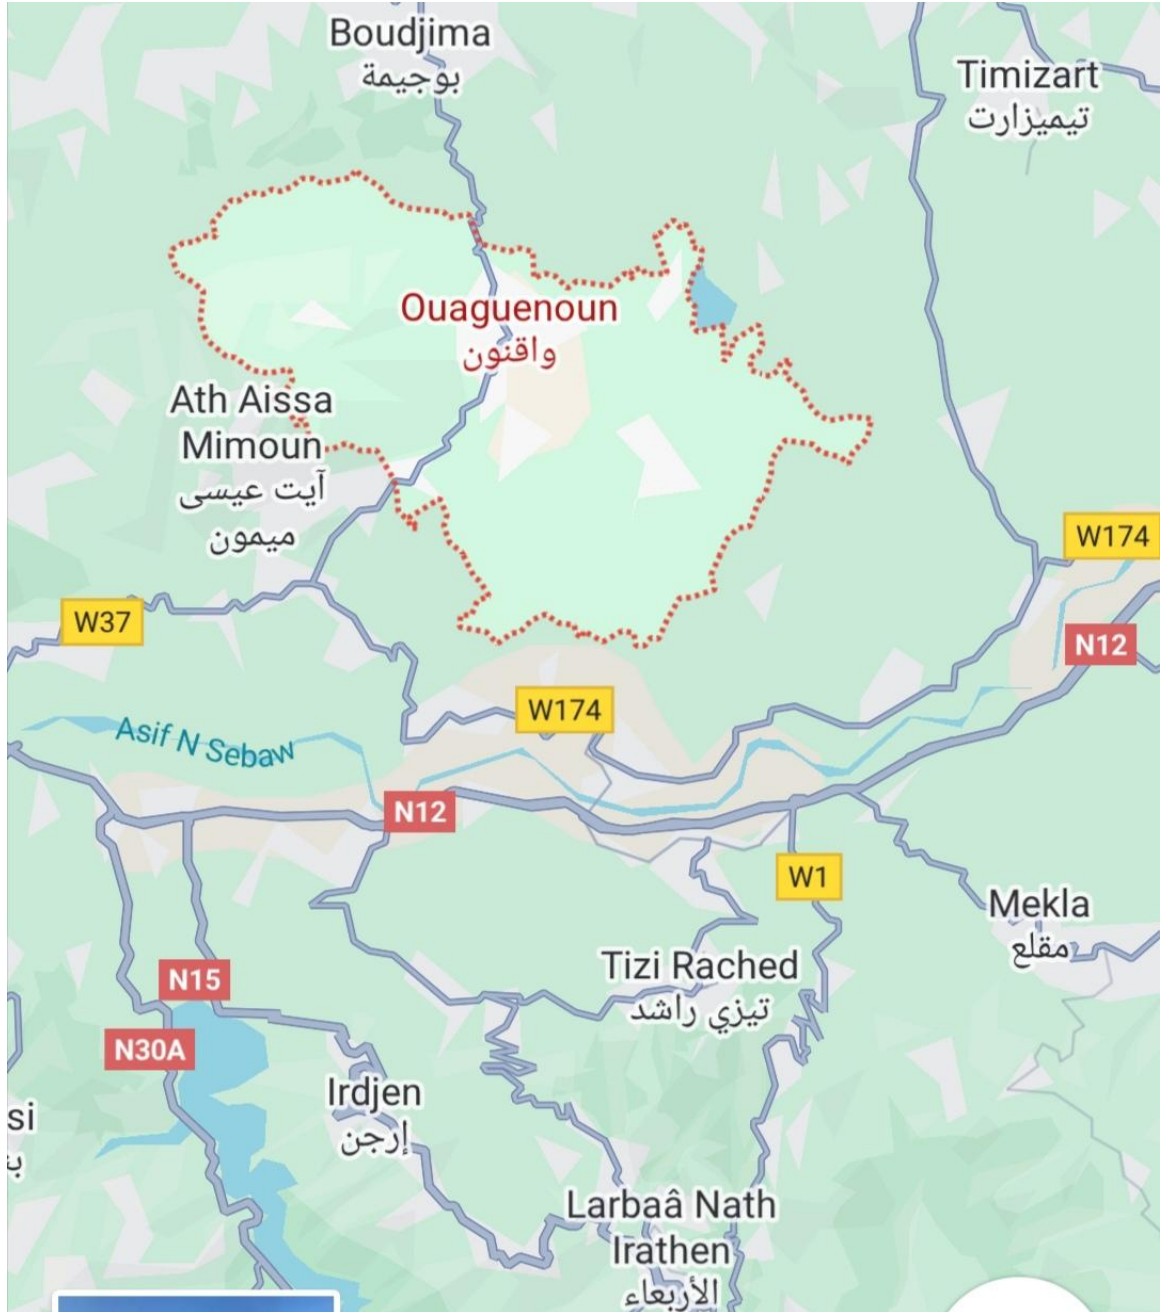 Boudjima
بوجيمة
Timizart
تيميزارت
Ouaguenoun
واقنون
Ath Aissa
Mimoun
آيت عيسى
ميمون
W174
W37
N12
W174
Asif N Sebaw
N12
W1
Mekla
مقلع
Tizi Rached
تيزي راشد
N15
N30A
Irdjen
إرجن
si
Larbaâ Nath
Irathen
الأربعاء